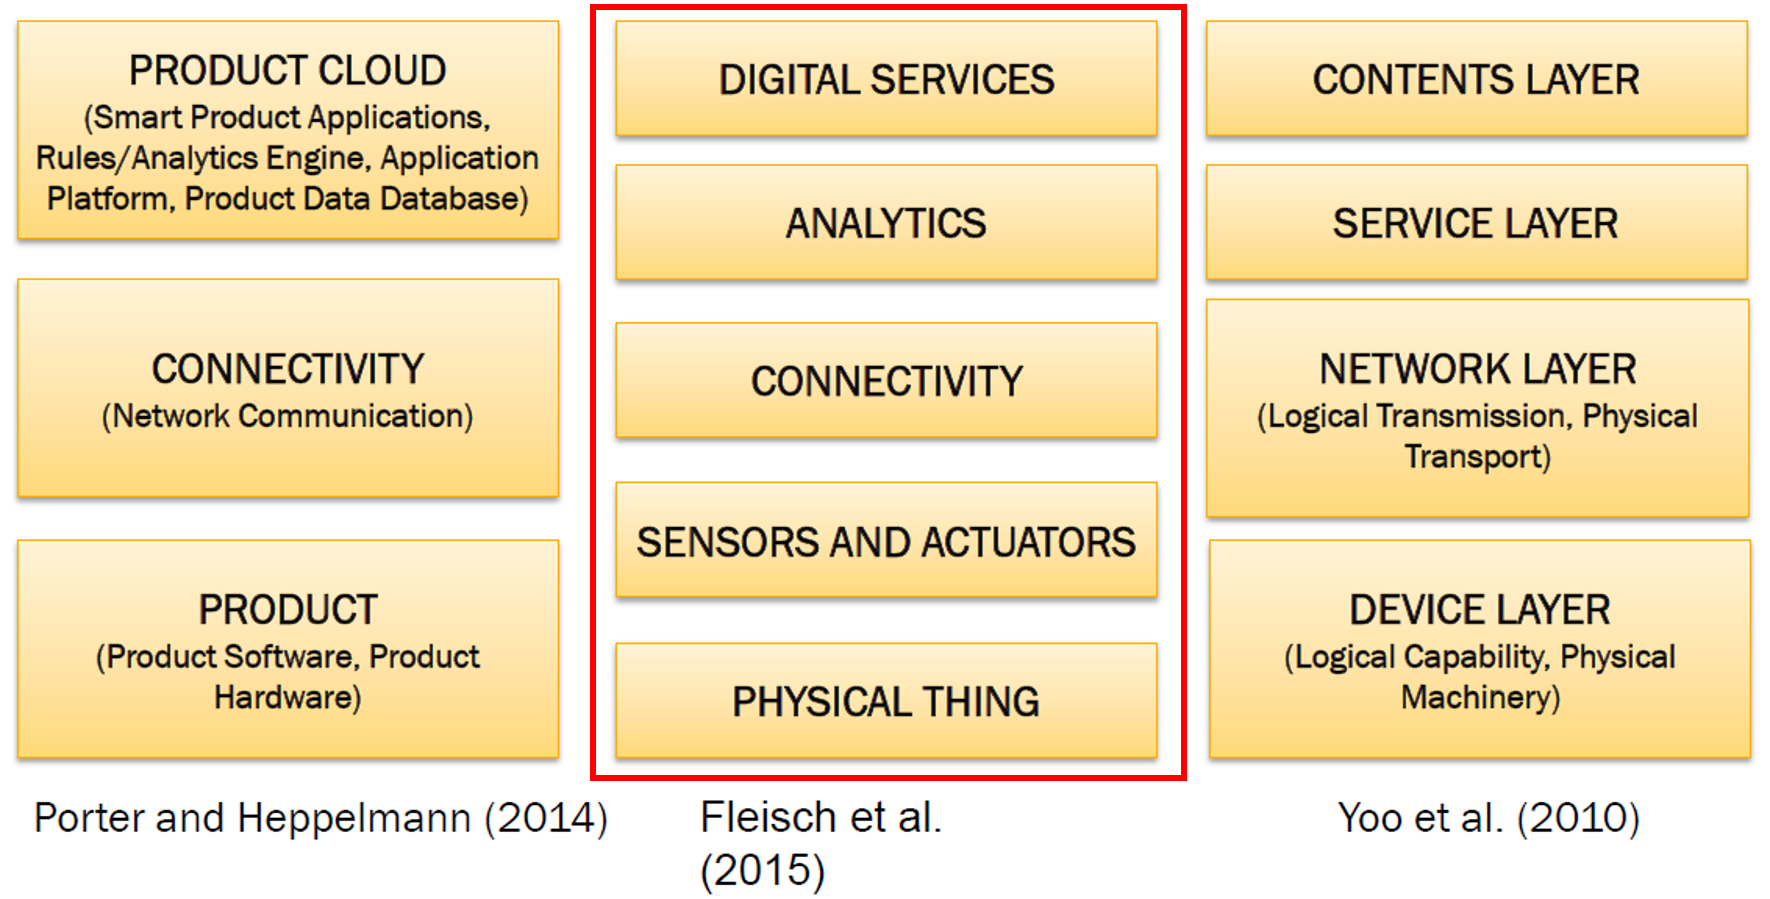 PRODUCT CLOUD
(Smart Product Applications,
Rules/Analytics Engine, Application
Platform, Product Data Database)
CONNECTIVITY
(Network Communication)
PRODUCT
(Product Software, Product
Hardware)
Porter and Heppelmann (2014)
DIGITAL SERVICES
ANALYTICS
CONNECTIVITY
SENSORS AND ACTUATORS
PHYSICAL THING
Fleisch et al.
(2015)
CONTENTS LAYER
SERVICE LAYER
NETWORK LAYER
(Logical Transmission, Physical
Transport)
DEVICE LAYER
(Logical Capability, Physical
Machinery)
Yoo et al. (2010)